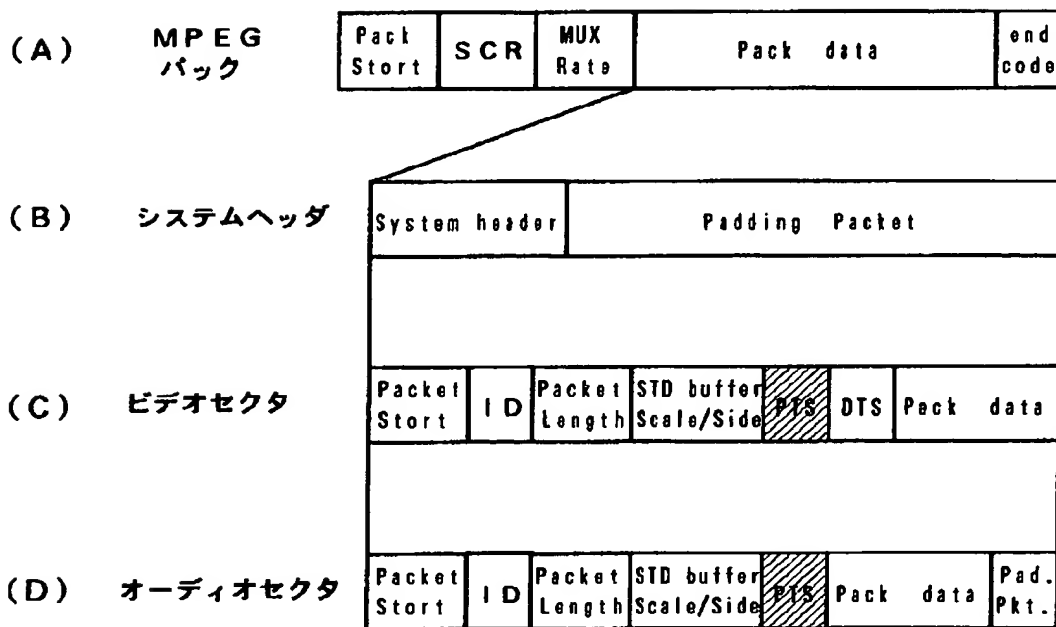 (A) MPEG パック
Pack Stort
SCR
MUX Rate
Pack data
end code
(B) システムヘッダ
System header
Padding Packet
(C) ビデオセクタ
Packet Stort
ID
Packet Length
STD buffer Scale/Side
PTS
DTS
Pack data
(D) オーディオセクタ
Packet Stort
ID
Packet Length
STD buffer Scale/Side
PTS
Pack data
Pad. Pkt.